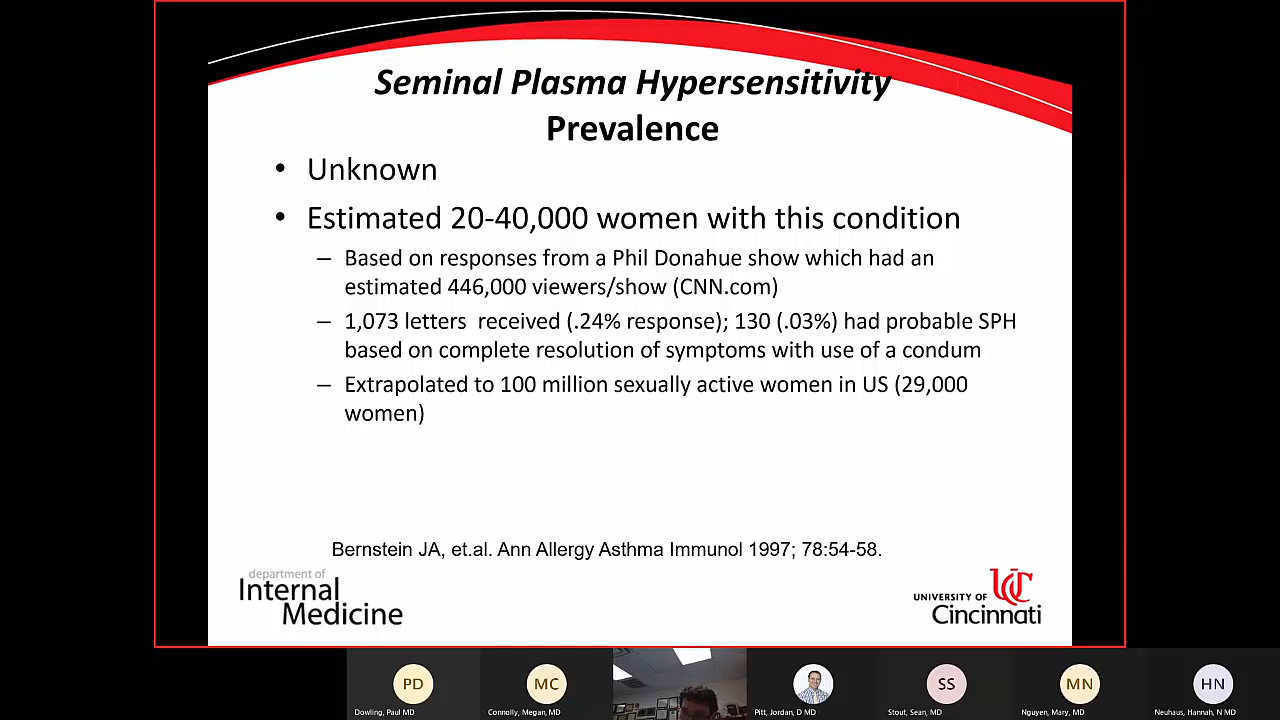 Seminal Plasma Hypersensitivity
Prevalence
• Unknown
• Estimated 20-40,000 women with this condition
– Based on responses from a Phil Donahue show which had an
estimated 446,000 viewers/show (CNN.com)
– 1,073 letters received (.24% response); 130 (.03%) had probable SPH
based on complete resolution of symptoms with use of a condum
– Extrapolated to 100 million sexually active women in US (29,000
women)
Bernstein JA, et.al. Ann Allergy Asthma Immunol 1997; 78:54-58.
department of
Internal
Medicine
UNIVERSITY OF UC
Cincinnati
PD
MC
SS
MN
HN
Dowling, Paul MD
Connolly, Megan, MD
Pitt, Jordan, D MD
Stout, Sean, MD
Nguyen, Mary, MD
Neuhaus, Hannah, N MD